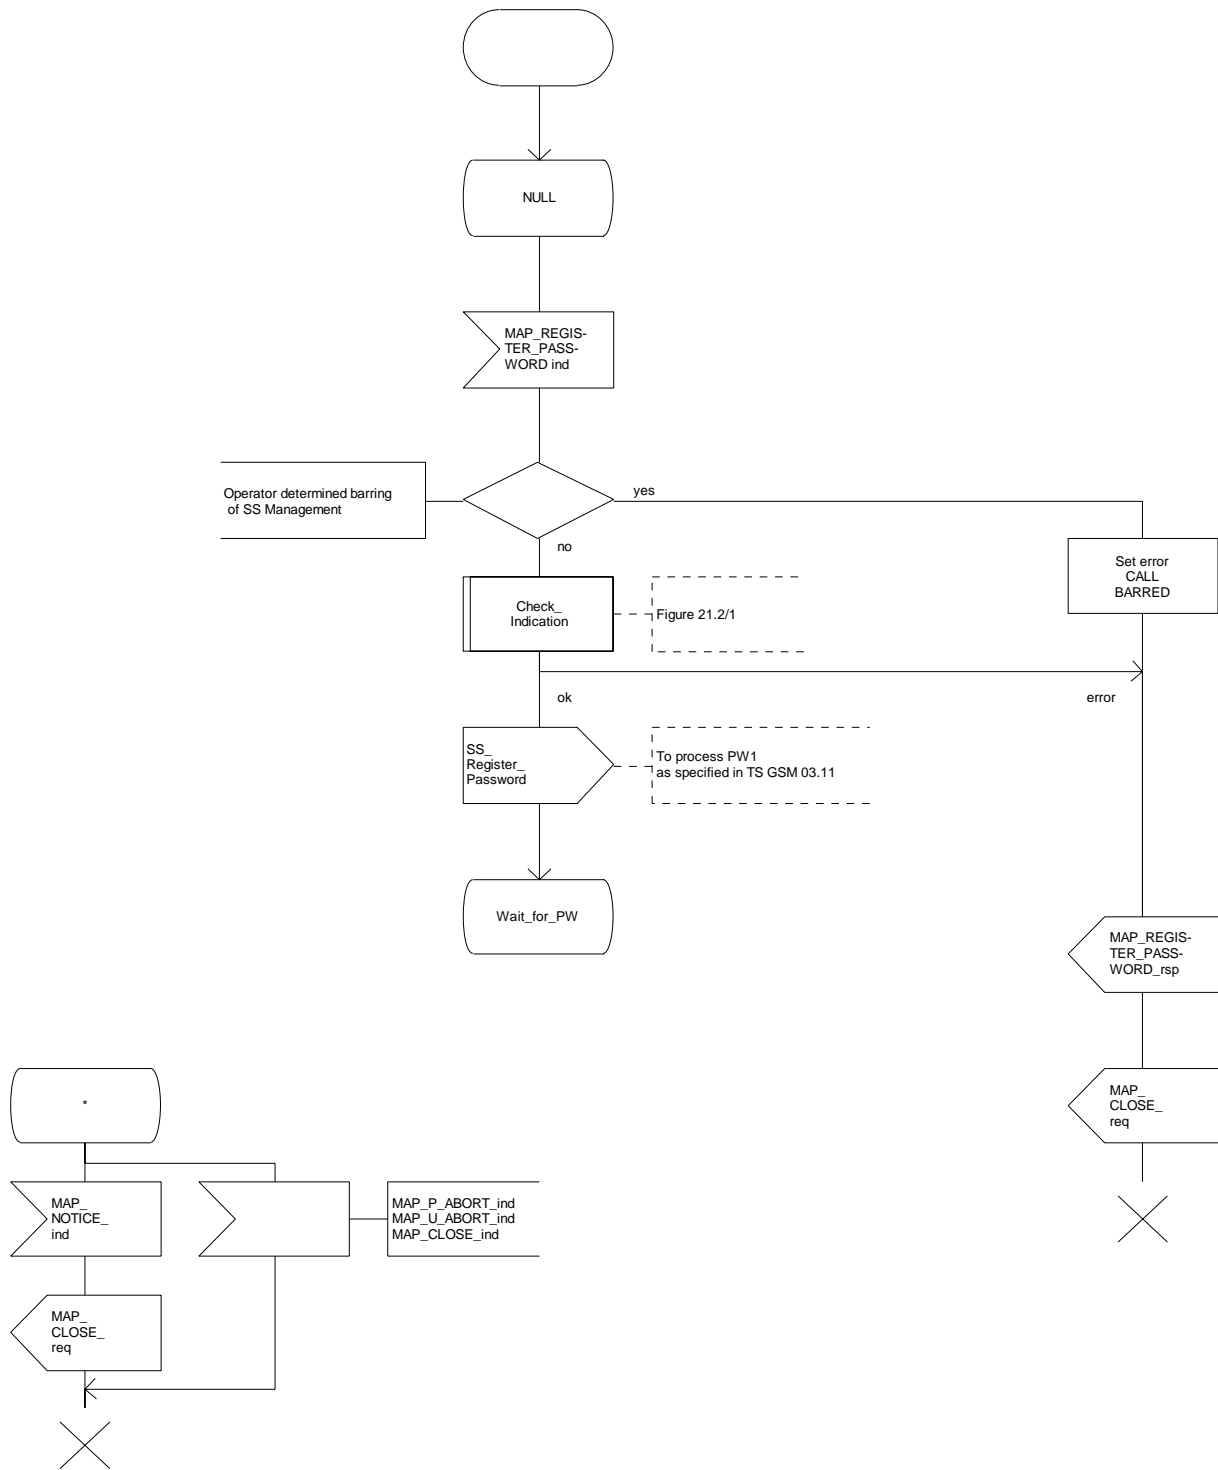 NULL
MAP_REGIS-
TER_PASS-
WORD ind
Operator determined barring
of SS Management
yes
no
Set error
CALL
BARRED
Check_
Indication
Figure 21.2/1
ok
error
SS_
Register_
Password
To process PW1
as specified in TS GSM 03.11
Wait_for_PW
MAP_REGIS-
TER_PASS-
WORD_rsp
MAP_
CLOSE_
req
*
MAP_
NOTICE_
ind
MAP_P_ABORT_ind
MAP_U_ABORT_ind
MAP_CLOSE_ind
MAP_
CLOSE_
req